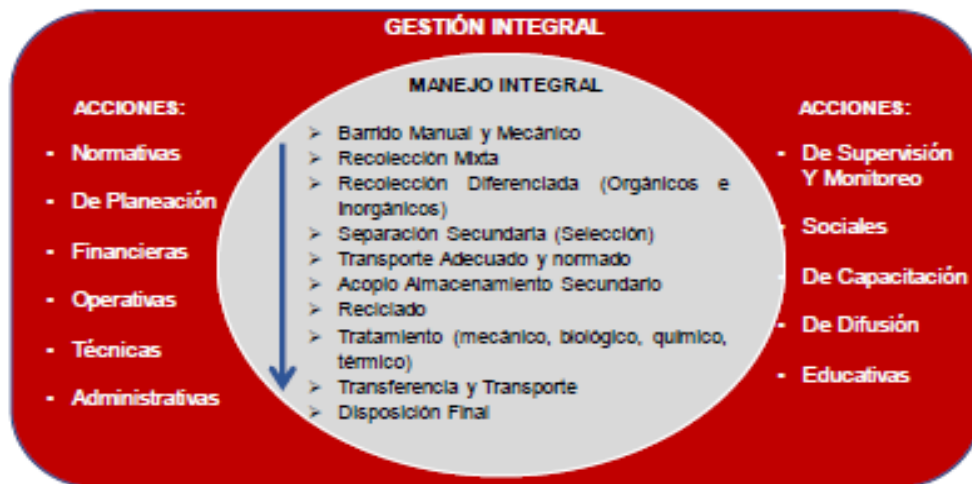 GESTIÓN INTEGRAL
ACCIONES:
- Normativas
- De Planeación
- Financieras
- Operativas
- Técnicas
- Administrativas
MANEJO INTEGRAL
➢ Barrido Manual y Mecánico
➢ Recolección Mixta
➢ Recolección Diferenciada (Orgánicos e
Inorgánicos)
➢ Separación Secundaria (Selección)
➢ Transporte Adecuado y normado
➢ Acopio Almacenamiento Secundario
➢ Reciclado
➢ Tratamiento (mecánico, biológico, químico,
térmico)
➢ Transferencia y Transporte
➢ Disposición Final
ACCIONES:
- De Supervisión
Y Monitoreo
- Sociales
- De Capacitación
- De Difusión
- Educativas